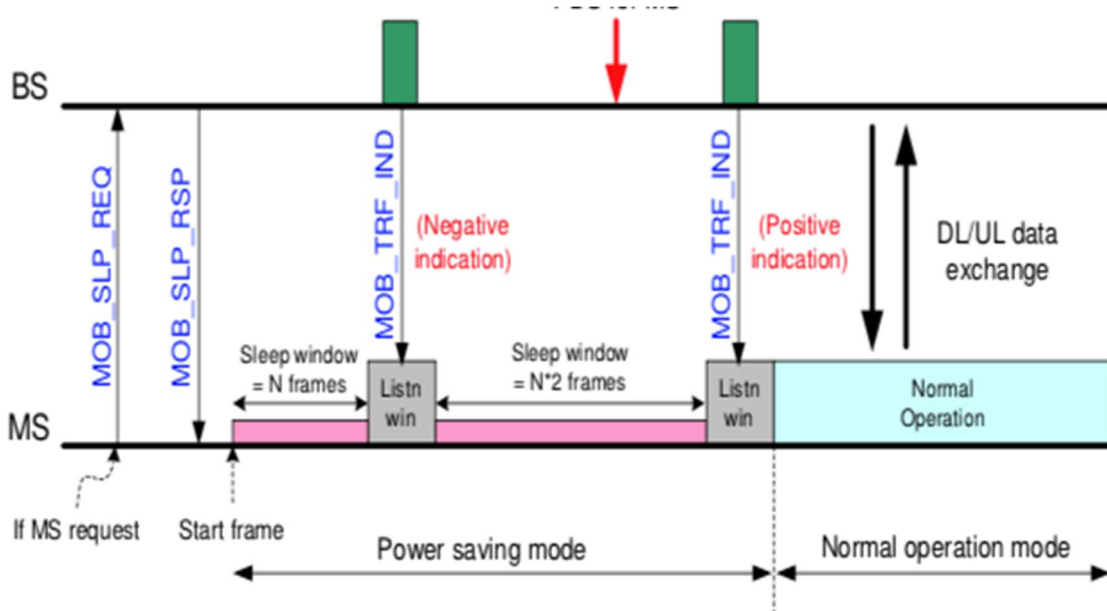 BS
MOB_SLP_REQ
MOB_SLP_RSP
MOB_TRF_IND
(Negative
indication)
MOB_TRF_IND
(Positive
indication)
DL/UL data
exchange
Sleep window
= N frames
Listn
win
Sleep window
= N*2 frames
Listn
win
Normal
Operation
MS
If MS request
Start frame
Power saving mode
Normal operation mode